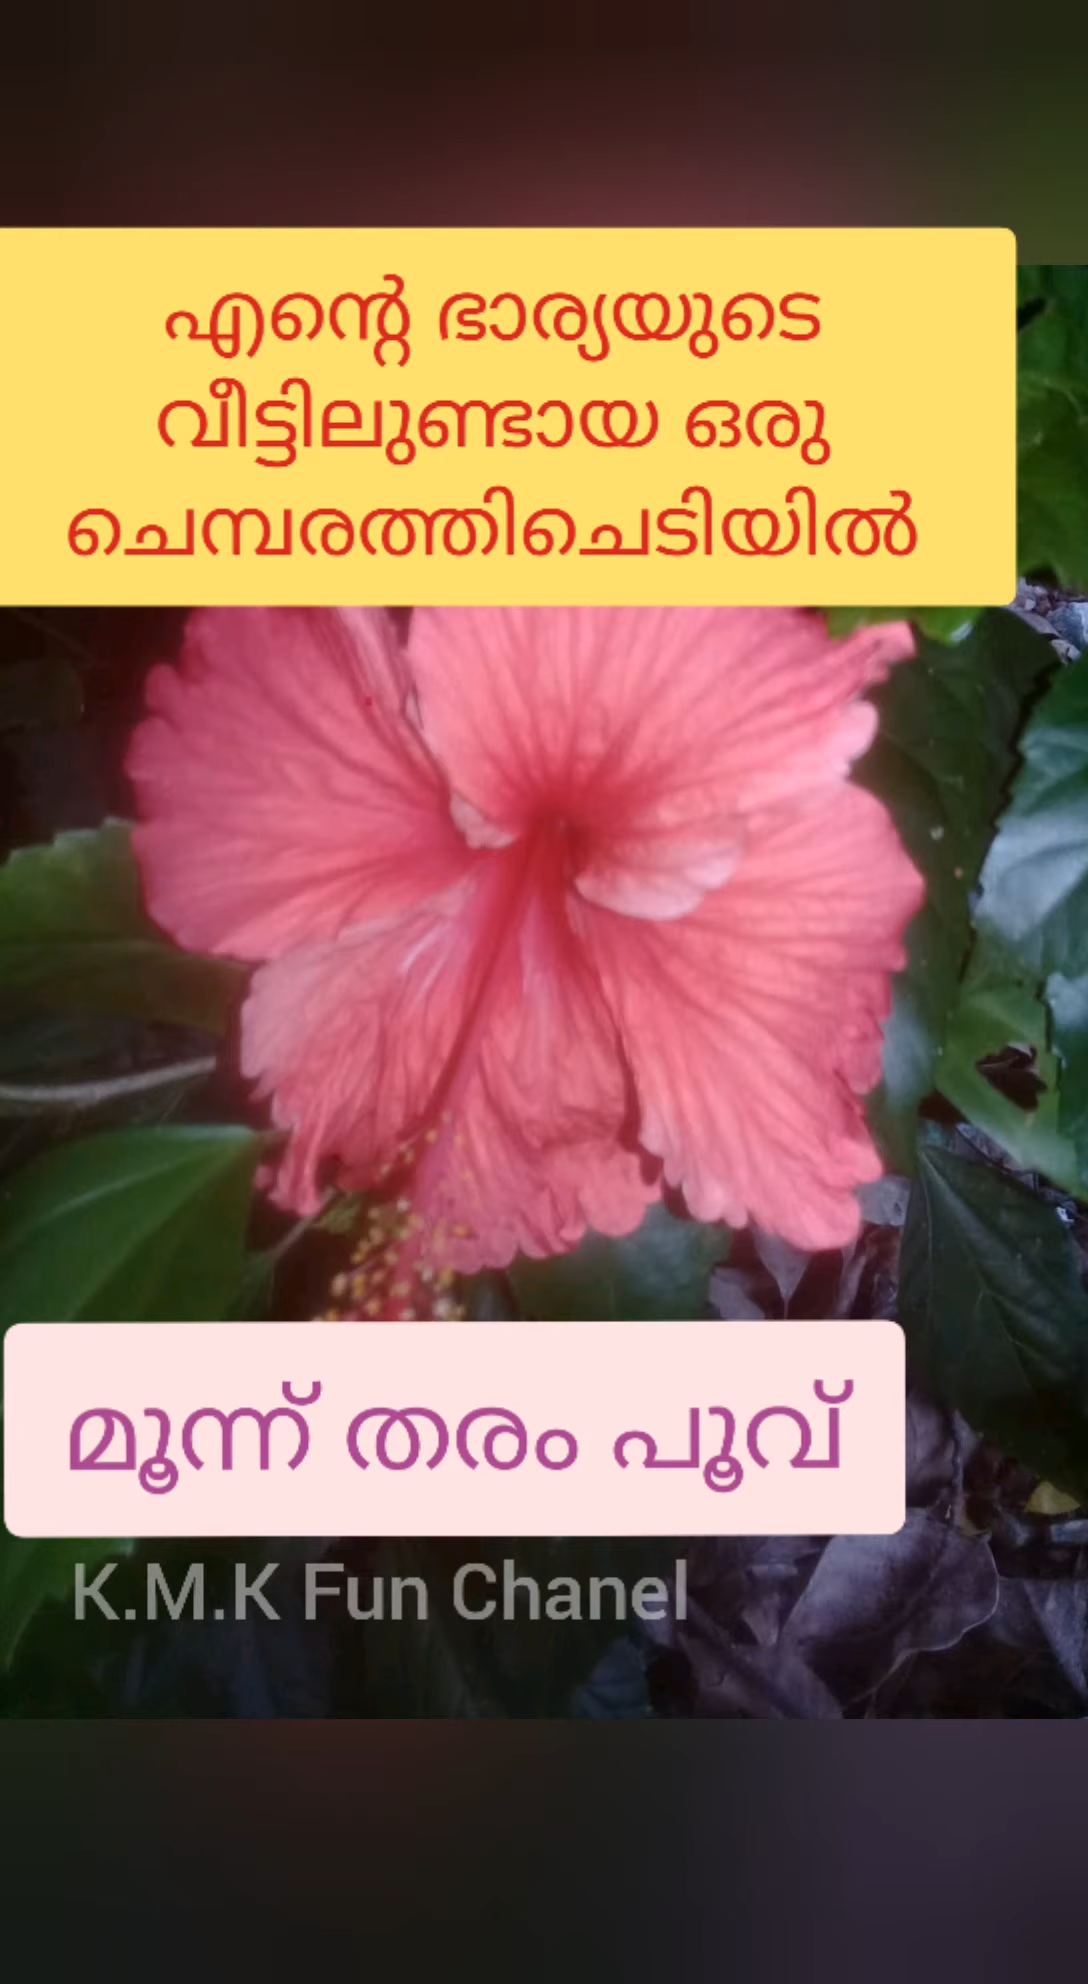 എന്റെ ഭാര്യയുടെ
വീട്ടിലുണ്ടായ ഒരു
ചെമ്പരത്തിചെടിയിൽ
മൂന്ന് തരം പൂവ്
K.M.K Fun Chanel